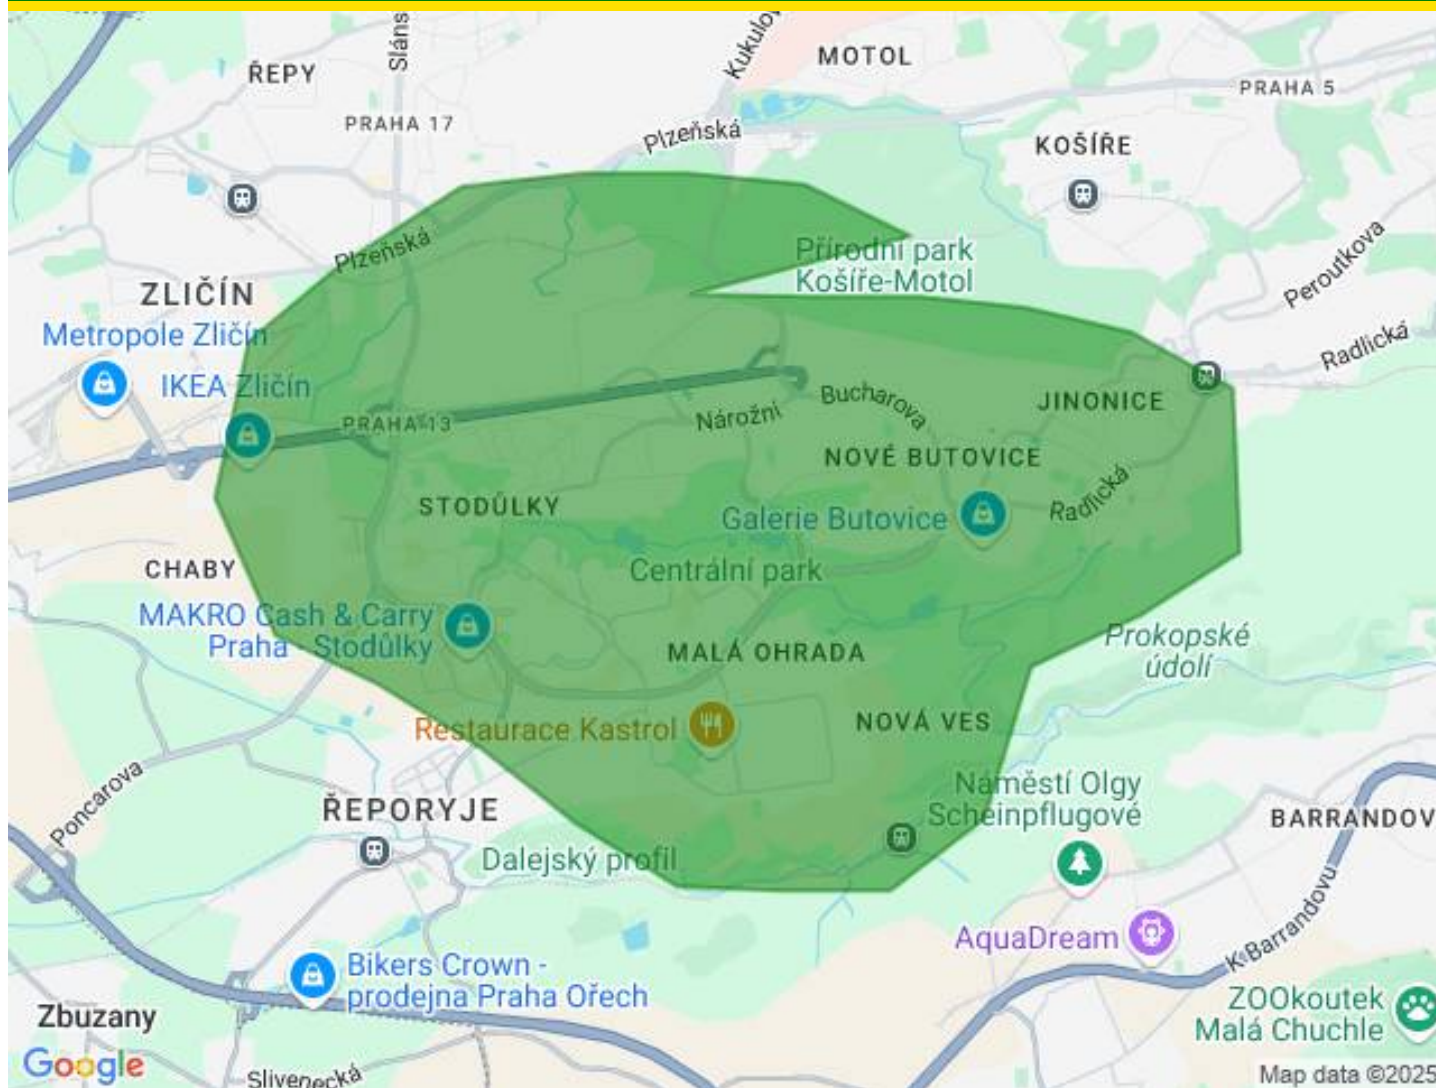 MOTOL
Kukulov
Sláns
ŘEPY
PRAHA 5
PRAHA 17
Plzeňská
KOŠÍŘE
Plzeňská
Přírodní park
Košíře-Motol
Peroutkova
ZLIČÍN
Metropole Zličín
Radlická
IKEA Zličín
JINONICE
Bucharova
Nárožní
PRAHA 13
NOVÉ BUTOVICE
STODŮLKY
Radlická
Galerie Butovice
CHABY
Centrální park
MAKRO Cash & Carry
Praha - Stodůlky
Prokopské
údolí
MALÁ OHRADA
NOVÁ VES
Restaurace Kastrol
Poncarova
Náměstí Olgy
Scheinpflugové
ŘEPORYJE
BARRANDOV
Dalejský profil
AquaDream
K Barrandovu
Bikers Crown -
prodejna Praha Ořech
ZOOkoutek
Malá Chuchle
Zbuzany
Google
Slivenecká
Map data ©2025